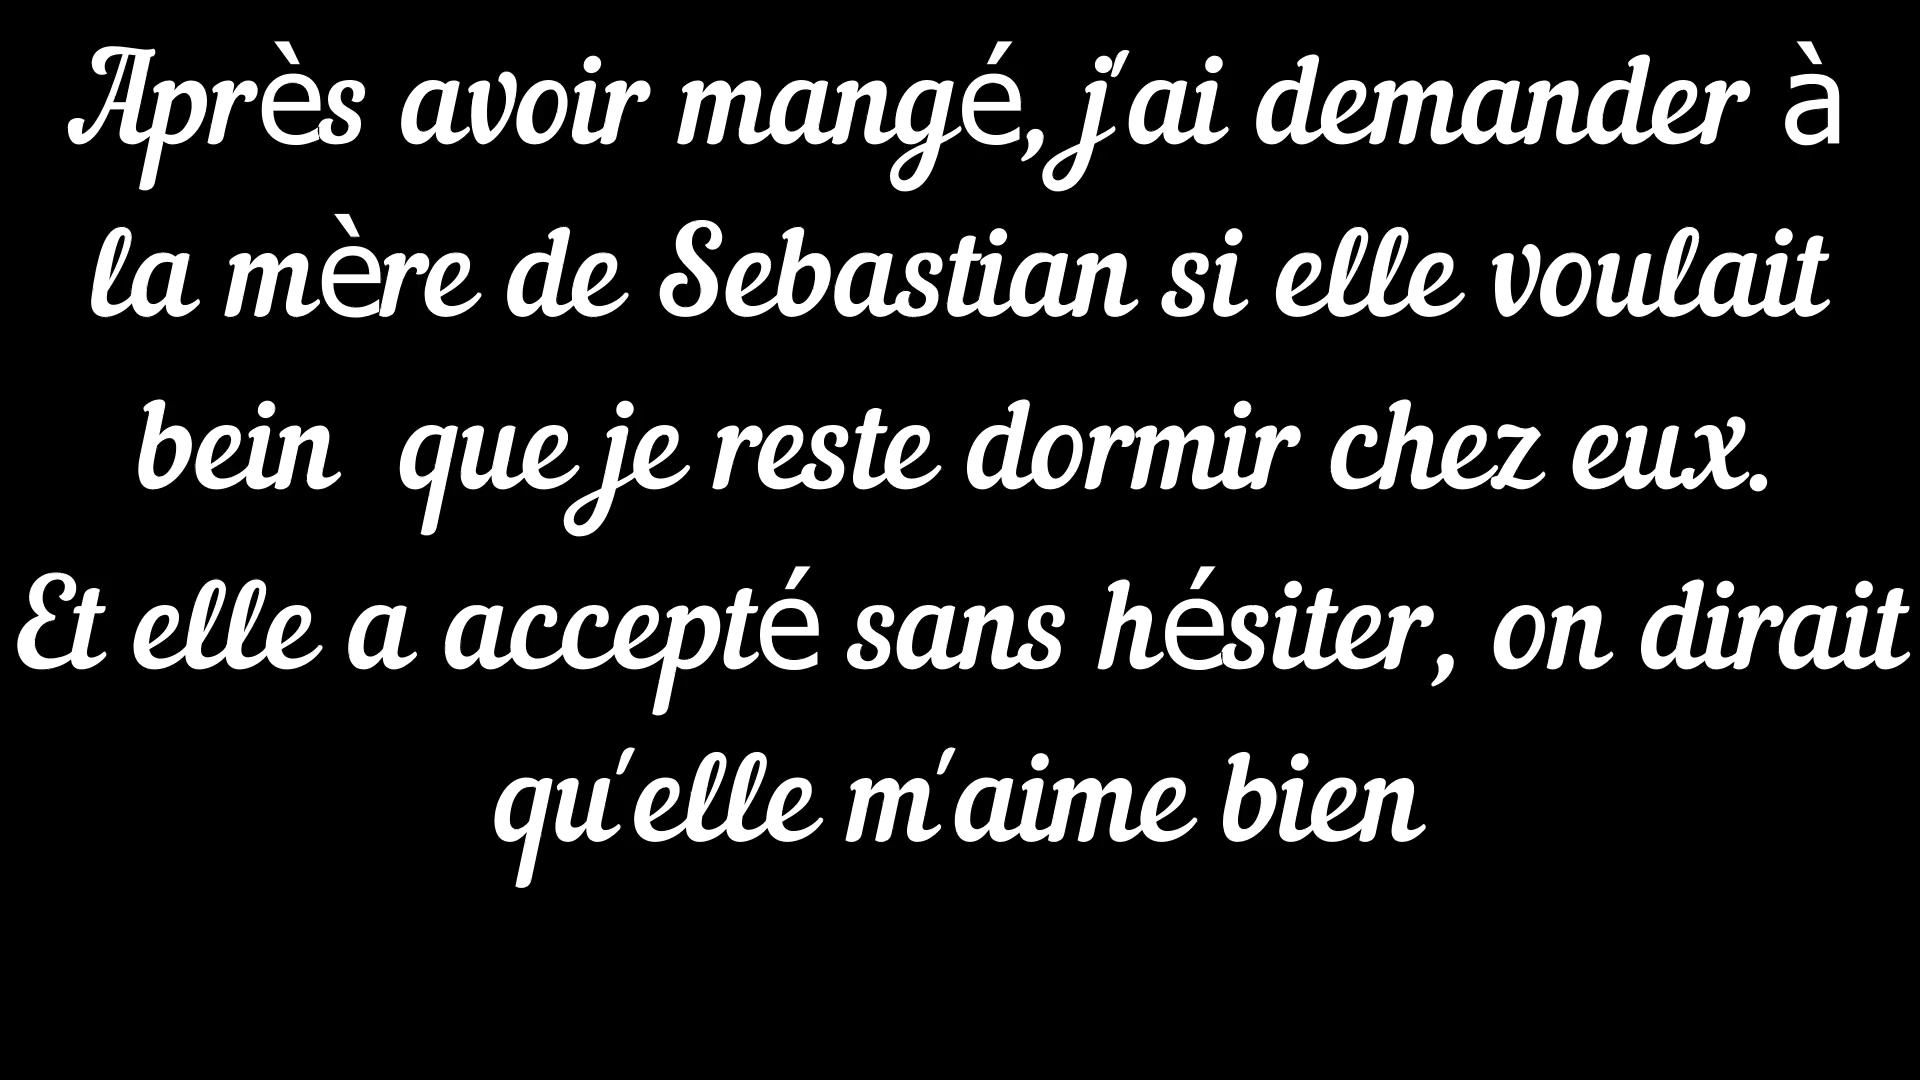 Après avoir mangé, j'ai demander à
la mère de Sebastian si elle voulait
bein  que je reste dormir chez eux.
Et elle a accepté sans hésiter, on dirait
qu'elle m'aime bien